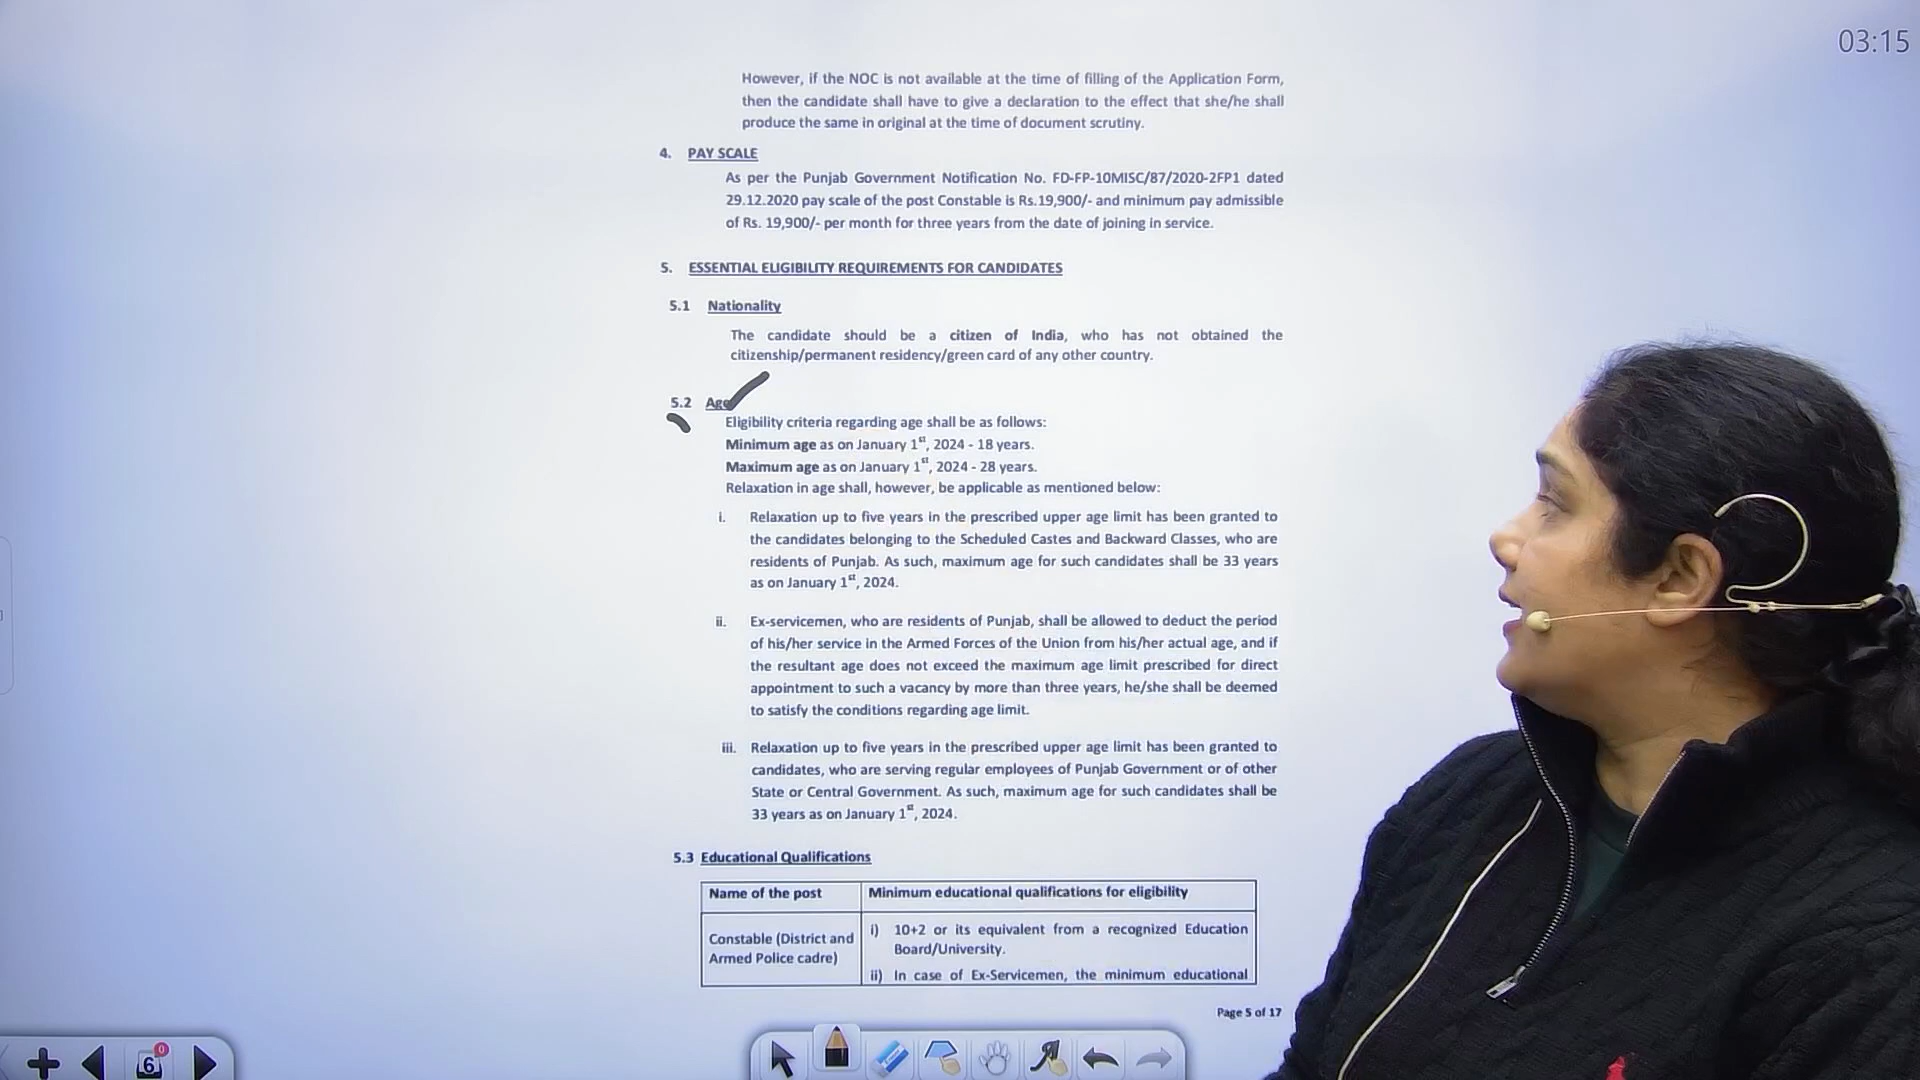 03:15
However, if the NOC is not available at the time of filling of the Application Form,
then the candidate shall have to give a declaration to the effect that she/he shall
produce the same in original at the time of document scrutiny.
4. PAY SCALE
As per the Punjab Government Notification No. FD-FP-10MISC/87/2020-2FP1 dated
29.12.2020 pay scale of the post Constable is Rs.19,900/- and minimum pay admissible
of Rs. 19,900/- per month for three years from the date of joining in service.
5. ESSENTIAL ELIGIBILITY REQUIREMENTS FOR CANDIDATES
5.1 Nationality
The candidate should be a citizen of India, who has not obtained the
citizenship/permanent residency/green card of any other country.
5.2 Age
Eligibility criteria regarding age shall be as follows:
Minimum age as on January 1st, 2024 - 18 years.
Maximum age as on January 1st, 2024 - 28 years.
Relaxation in age shall, however, be applicable as mentioned below:
i. Relaxation up to five years in the prescribed upper age limit has been granted to
the candidates belonging to the Scheduled Castes and Backward Classes, who are
residents of Punjab. As such, maximum age for such candidates shall be 33 years
as on January 1st, 2024.
ii. Ex-servicemen, who are residents of Punjab, shall be allowed to deduct the period
of his/her service in the Armed Forces of the Union from his/her actual age, and if
the resultant age does not exceed the maximum age limit prescribed for direct
appointment to such a vacancy by more than three years, he/she shall be deemed
to satisfy the conditions regarding age limit.
iii. Relaxation up to five years in the prescribed upper age limit has been granted to
candidates, who are serving regular employees of Punjab Government or of other
State or Central Government. As such, maximum age for such candidates shall be
33 years as on January 1st, 2024.
5.3 Educational Qualifications
Name of the post Minimum educational qualifications for eligibility
Constable (District and
Armed Police cadre)
i) 10+2 or its equivalent from a recognized Education
Board/University.
ii) In case of Ex-Servicemen, the minimum educational
Page 5 of 17
6 0